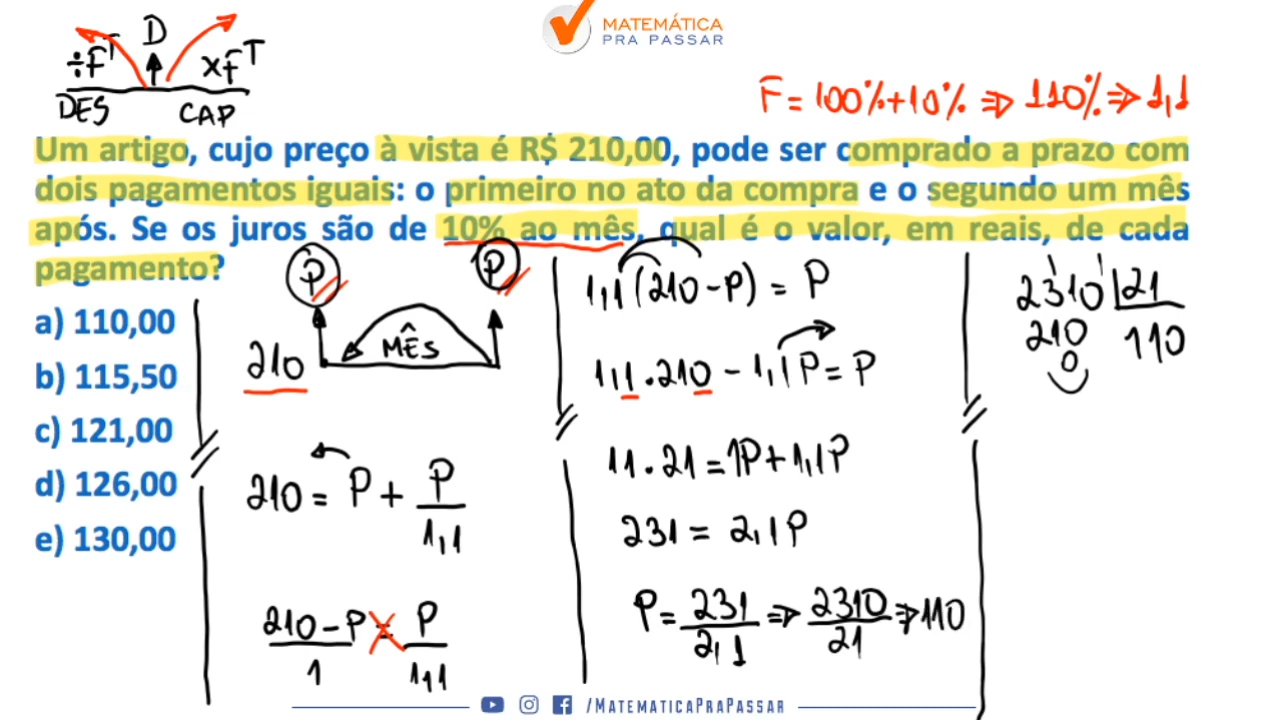 D
÷F^T
xF^T
DES
CAP
MATEMÁTICA
PRA PASSAR
F = 100%+10% ⇒ 110% ⇒ 1,1
Um artigo, cujo preço à vista é R$ 210,00, pode ser comprado a prazo com
dois pagamentos iguais: o primeiro no ato da compra e o segundo um mês
após. Se os juros são de 10% ao mês, qual é o valor, em reais, de cada
pagamento?
a) 110,00
b) 115,50
c) 121,00
d) 126,00
e) 130,00
P
P
210
MÊS
210 = P + P/1,1
210-P/1 = P/1,1
1,1(210-P) = P
1,1.210 - 1,1P = P
11.21 = 1P + 1,1P
231 = 2,1P
P = 231/2,1 ⇒ 2310/21 ⇒ 110
2310 21
210 110
0
/MatematicaPraPassar